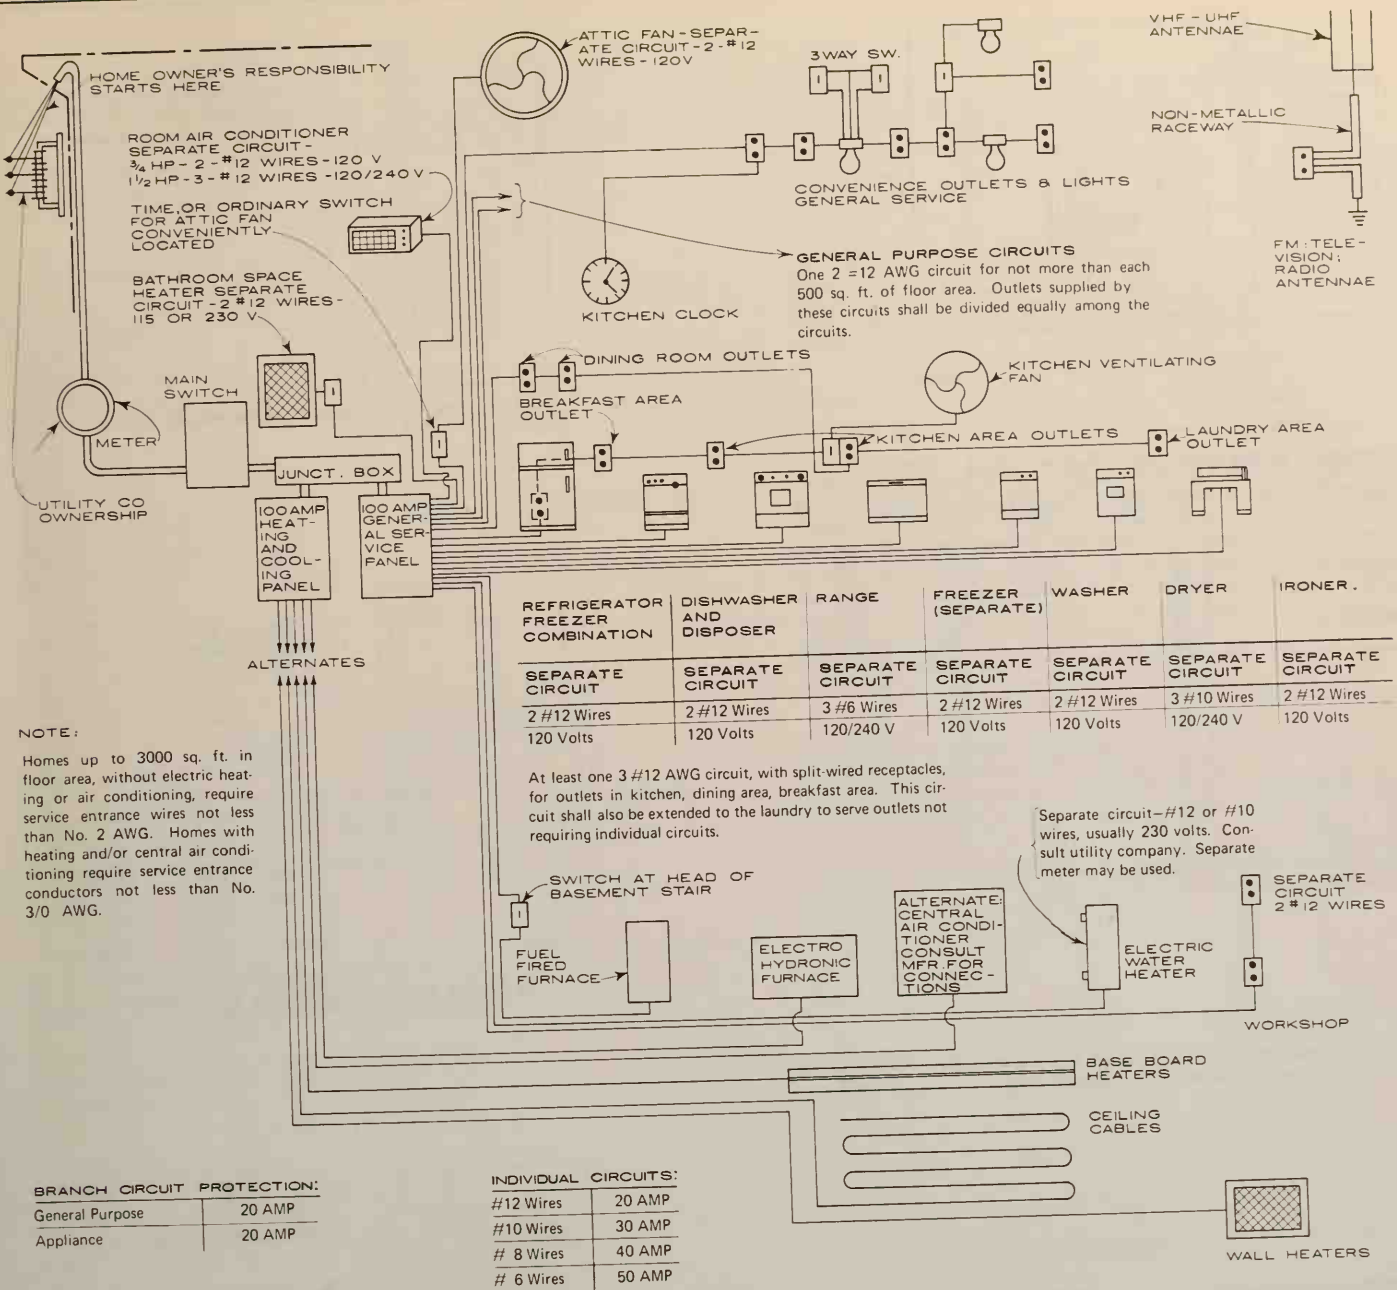 HOME OWNER'S RESPONSIBILITY
STARTS HERE
ATTIC FAN-SEPAR-
ATE CIRCUIT-2-#12
WIRES-120V
3WAY SW.
VHF-UHF
ANTENNAE
NON-METALLIC
RACEWAY
FM: TELE-
VISION;
RADIO
ANTENNAE
ROOM AIR CONDITIONER
SEPARATE CIRCUIT-
3/4 HP-2-#12 WIRES-120 V
1 1/2 HP-3-#12 WIRES-120/240 V
TIME, OR ORDINARY SWITCH
FOR ATTIC FAN
CONVENIENTLY
LOCATED
BATHROOM SPACE
HEATER SEPARATE
CIRCUIT-2 #12 WIRES-
115 OR 230 V
CONVENIENCE OUTLETS & LIGHTS
GENERAL SERVICE
GENERAL PURPOSE CIRCUITS
One 2 =12 AWG circuit for not more than each
500 sq. ft. of floor area. Outlets supplied by
these circuits shall be divided equally among the
circuits.
KITCHEN CLOCK
MAIN
SWITCH
METER
JUNCT. BOX
UTILITY CO
OWNERSHIP
100 AMP
HEAT-
ING
AND
COOL-
ING
PANEL
100 AMP
GENER-
AL SER-
VICE
PANEL
DINING ROOM OUTLETS
BREAKFAST AREA
OUTLET
KITCHEN VENTILATING
FAN
KITCHEN AREA OUTLETS
LAUNDRY AREA
OUTLET
ALTERNATES
REFRIGERATOR
FREEZER
COMBINATION
DISHWASHER
AND
DISPOSER
RANGE
FREEZER
(SEPARATE)
WASHER
DRYER
IRONER.
SEPARATE
CIRCUIT
SEPARATE
CIRCUIT
SEPARATE
CIRCUIT
SEPARATE
CIRCUIT
SEPARATE
CIRCUIT
SEPARATE
CIRCUIT
SEPARATE
CIRCUIT
2 #12 Wires 2 #12 Wires 3 #6 Wires 2 #12 Wires 2 #12 Wires 3 #10 Wires 2 #12 Wires
120 Volts 120 Volts 120/240 V 120 Volts 120 Volts 120/240 V 120 Volts
NOTE:
Homes up to 3000 sq. ft. in
floor area, without electric heat-
ing or air conditioning, require
service entrance wires not less
than No. 2 AWG. Homes with
heating and/or central air condi-
tioning require service entrance
conductors not less than No.
3/0 AWG.
At least one 3 #12 AWG circuit, with split-wired receptacles,
for outlets in kitchen, dining area, breakfast area. This cir-
cuit shall also be extended to the laundry to serve outlets not
requiring individual circuits.
Separate circuit—#12 or #10
wires, usually 230 volts. Con-
sult utility company. Separate
meter may be used.
SWITCH AT HEAD OF
BASEMENT STAIR
FUEL
FIRED
FURNACE
ELECTRO
HYDRONIC
FURNACE
ALTERNATE:
CENTRAL
AIR CONDI-
TIONER
CONSULT
MFR. FOR
CONNEC-
TIONS
ELECTRIC
WATER
HEATER
SEPARATE
CIRCUIT
2 #12 WIRES
WORKSHOP
BASE BOARD
HEATERS
CEILING
CABLES
WALL HEATERS
BRANCH CIRCUIT PROTECTION:
General Purpose 20 AMP
Appliance 20 AMP
INDIVIDUAL CIRCUITS:
#12 Wires 20 AMP
#10 Wires 30 AMP
# 8 Wires 40 AMP
# 6 Wires 50 AMP